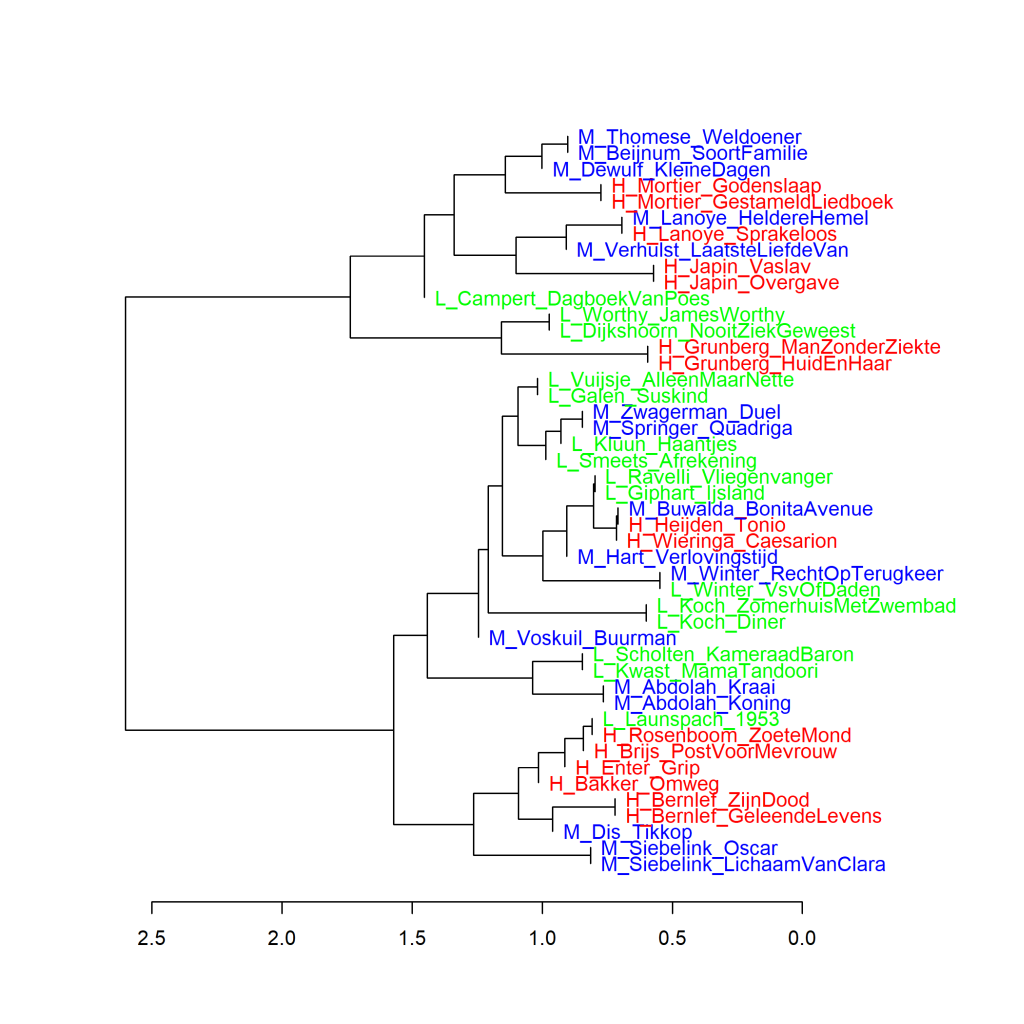 M_Thomese_Weldoener
M_Beijnum_SoortFamilie
M_Dewulf_KleineDagen
H_Mortier_Godenslaap
H_Mortier_GestameldLiedboek
M_Lanoye_HeldereHemel
H_Lanoye_Sprakeloos
M_Verhulst_LaatsteLiefdeVan
H_Japin_Vaslav
H_Japin_Overgave
L_Campert_DagboekVanPoes
L_Worthy_JamesWorthy
L_Dijkshoorn_NooitZiekGeweest
H_Grunberg_ManZonderZiekte
H_Grunberg_HuidEnHaar
L_Vuijsje_AlleenMaarNette
L_Galen_Suskind
M_Zwagerman_Duel
M_Springer_Quadriga
L_Kluun_Haantjes
L_Smeets_Afrekening
L_Ravelli_Vliegenvanger
L_Giphart_Ijsland
M_Buwalda_BonitaAvenue
H_Heijden_Tonio
H_Wieringa_Caesarion
M_Hart_Verlovingstijd
M_Winter_RechtOpTerugkeer
L_Winter_VsvOfDaden
L_Koch_ZomerhuisMetZwembad
L_Koch_Diner
M_Voskuil_Buurman
L_Scholten_KameraadBaron
L_Kwast_MamaTandoori
M_Abdolah_Kraai
M_Abdolah_Koning
L_Launspach_1953
H_Rosenboom_ZoeteMond
H_Brijs_PostVoorMevrouw
H_Enter_Grip
H_Bakker_Omweg
H_Bernlef_ZijnDood
H_Bernlef_GeleendeLevens
M_Dis_Tikkop
M_Siebelink_Oscar
M_Siebelink_LichaamVanClara
2.5 2.0 1.5 1.0 0.5 0.0